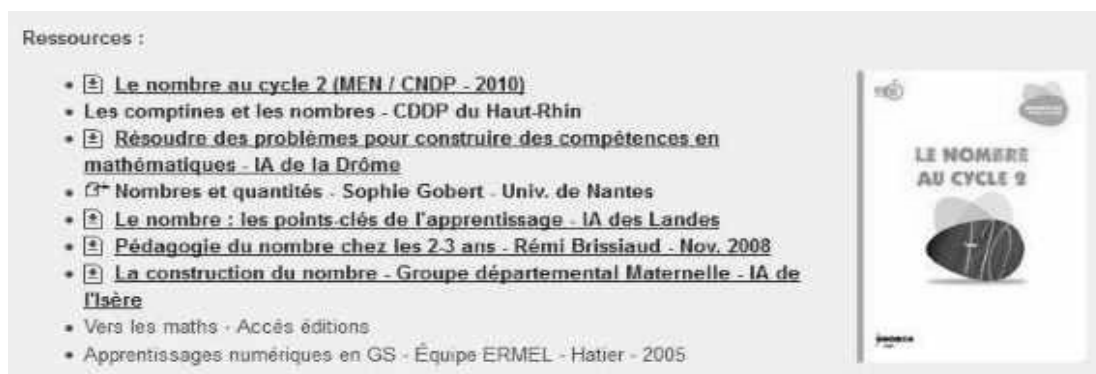 Ressources :
• Le nombre au cycle 2 (MEN / CNDP - 2010)
• Les comptines et les nombres - CDDP du Haut-Rhin
• Résoudre des problèmes pour construire des compétences en
mathématiques - IA de la Drôme
• Nombres et quantités - Sophie Gobert - Univ. de Nantes
• Le nombre : les points clés de l'apprentissage - IA des Landes
• Pédagogie du nombre chez les 2-3 ans - Rémi Brissiaud - Nov. 2008
• La construction du nombre - Groupe départemental Maternelle - IA de
l'Isère
• Vers les maths - Accès éditions
• Apprentissages numériques en GS - Équipe ERMEL - Hatier - 2005
LE NOMBRE
AU CYCLE 2